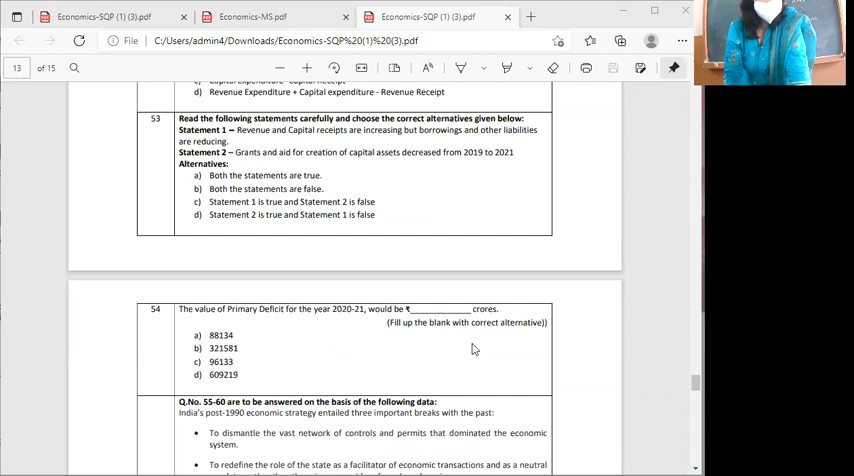 Economics-SQP (1) (3).pdf
Economics-MS.pdf
Economics-SQP (1) (3).pdf
File
C:/Users/admin4/Downloads/Economics-SQP%20(1)%20(3).pdf
13 of 15
c) Capital Expenditure- Capital Receipt
d) Revenue Expenditure + Capital expenditure - Revenue Receipt
53 Read the following statements carefully and choose the correct alternatives given below:
Statement 1 – Revenue and Capital receipts are increasing but borrowings and other liabilities
are reducing.
Statement 2 – Grants and aid for creation of capital assets decreased from 2019 to 2021
Alternatives:
a) Both the statements are true.
b) Both the statements are false.
c) Statement 1 is true and Statement 2 is false
d) Statement 2 is true and Statement 1 is false
54 The value of Primary Deficit for the year 2020-21, would be ₹_____________ crores.
(Fill up the blank with correct alternative))
a) 88134
b) 321581
c) 96133
d) 609219
Q.No. 55-60 are to be answered on the basis of the following data:
India's post-1990 economic strategy entailed three important breaks with the past:
• To dismantle the vast network of controls and permits that dominated the economic
system.
• To redefine the role of the state as a facilitator of economic transactions and as a neutral